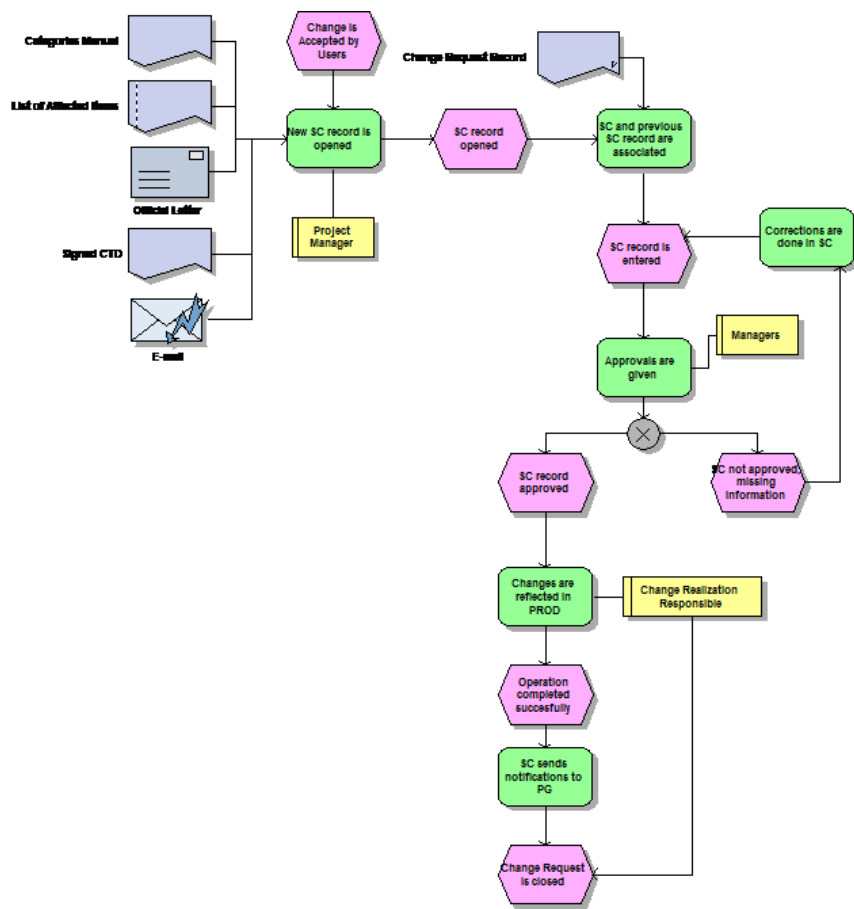 Categories Manual
Change is
Accepted by
Users
Change Request Record
List of Affected Items
New SC record is
opened
SC record
opened
SC and previous
SC record are
associated
Official Letter
Project
Manager
Signed CTD
SC record is
entered
Corrections are
done in SC
E-mail
Managers
Approvals are
given
SC record
approved
SC not approved,
missing
information
Changes are
reflected in
PROD
Change Realization
Responsible
Operation
completed
succesfully
SC sends
notifications to
PG
Change Request
is closed